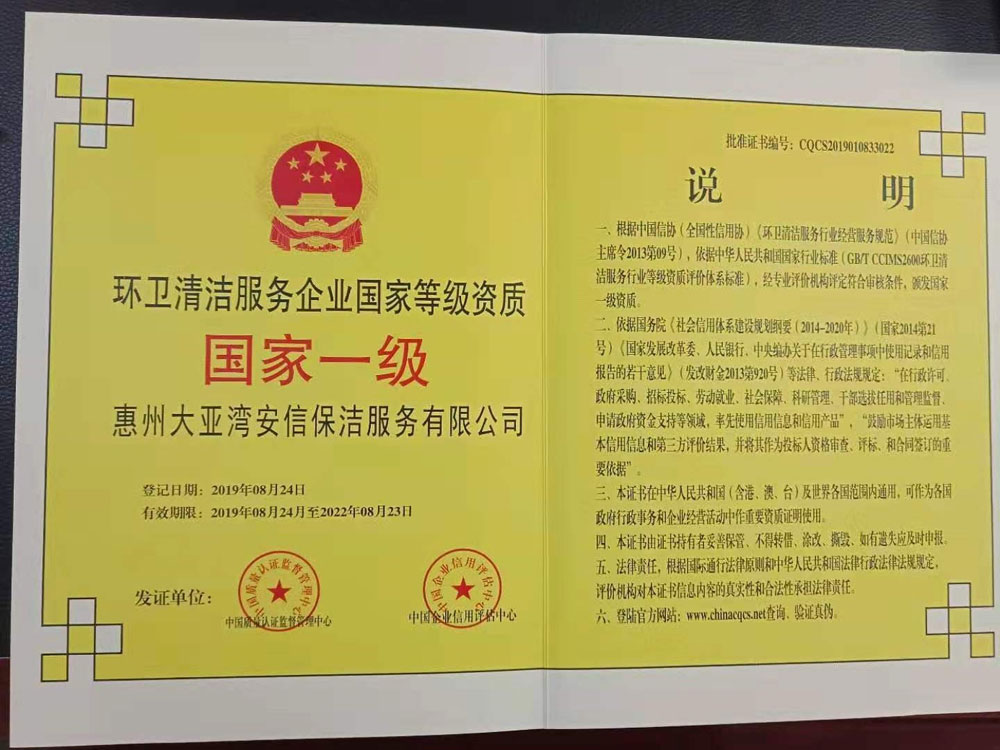 环卫清洁服务企业国家等级资质
国家一级
惠州大亚湾安信保洁服务有限公司
登记日期：2019年08月24日
有效期限：2019年08月24日至2022年08月23日
发证单位：
中国质量认证监督管理中心
中国质量认证监督管理中心
中国企业信用评估中心
中国企业信用评估中心
批准证书编号：CQCS2019010833022
说 明
一、根据中国信协（全国性信用协）《环卫清洁服务行业经营服务规范》（中国信协
主席令2013第09号），依据中华人民共和国国家行业标准（GB/T CCIMS2600环卫清
洁服务行业等级资质评价体系标准），经专业评价机构评定符合审核条件，颁发国家
一级资质。
二、依据国务院《社会信用体系建设规划纲要（2014-2020年）》（国家2014第21
号）《国家发展改革委、人民银行、中央编办关于在行政管理事项中使用记录和信用
报告的若干意见》（发改财金2013第920号）等法律、行政法规规定：“在行政许可、
政府采购、招标投标、劳动就业、社会保障、科研管理、干部选拔任用和管理监督、
申请政府资金支持等领域，率先使用信用信息和信用产品”，“鼓励市场主体运用基
本信用信息和第三方评价结果，并将其作为投标人资格审查、评标、和合同签订的重
要依据”。
三、本证书在中华人民共和国（含港、澳、台）及世界各国范围内通用，可作为各国
政府行政事务和企业经营活动中作重要资质证明使用。
四、本证书由证书持有者妥善保管、不得转借、涂改、撕毁、如有遗失应及时申报。
五、法律责任，根据国际通行法律原则和中华人民共和国法律行政法律法规规定，
评价机构对本证书信息内容的真实性和合法性承担法律责任。
六、登陆官方网站：www.chinacqcs.net查询、验证真伪。